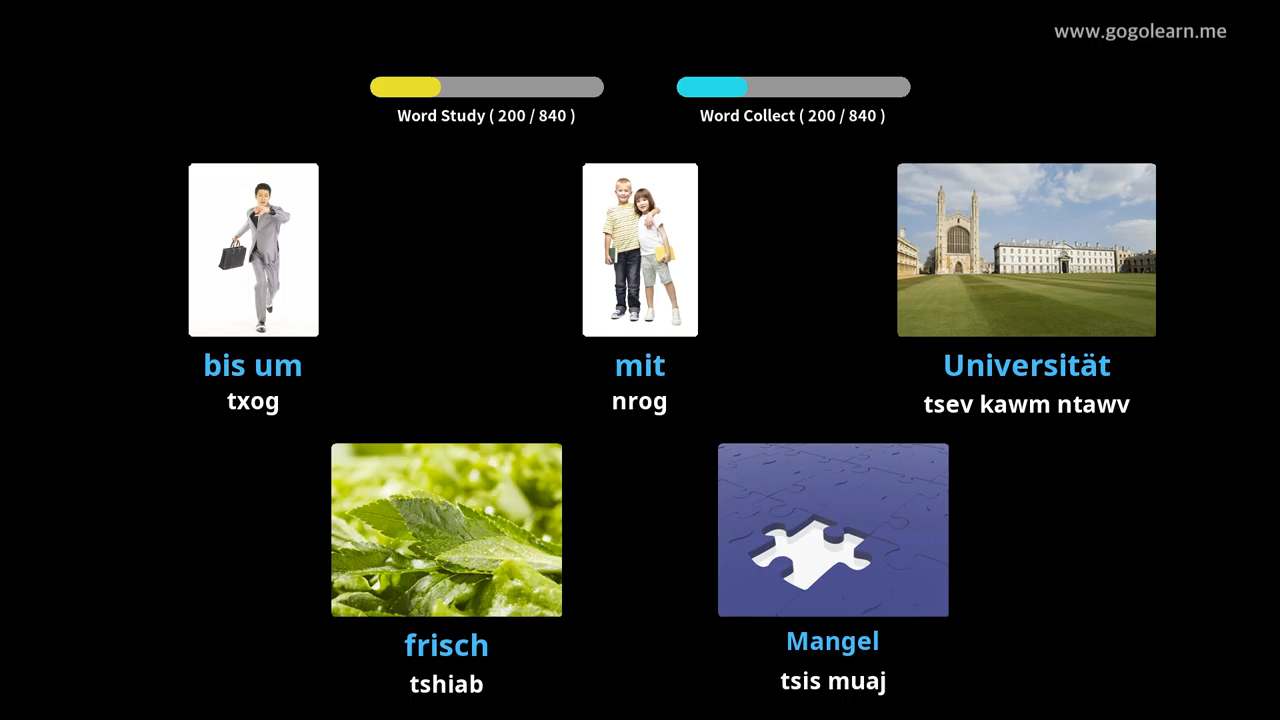 www.gogolearn.me
Word Study ( 200 / 840 )
Word Collect ( 200 / 840 )
bis um
txog
mit
nrog
Universität
tsev kawm ntawv
frisch
tshiab
Mangel
tsis muaj